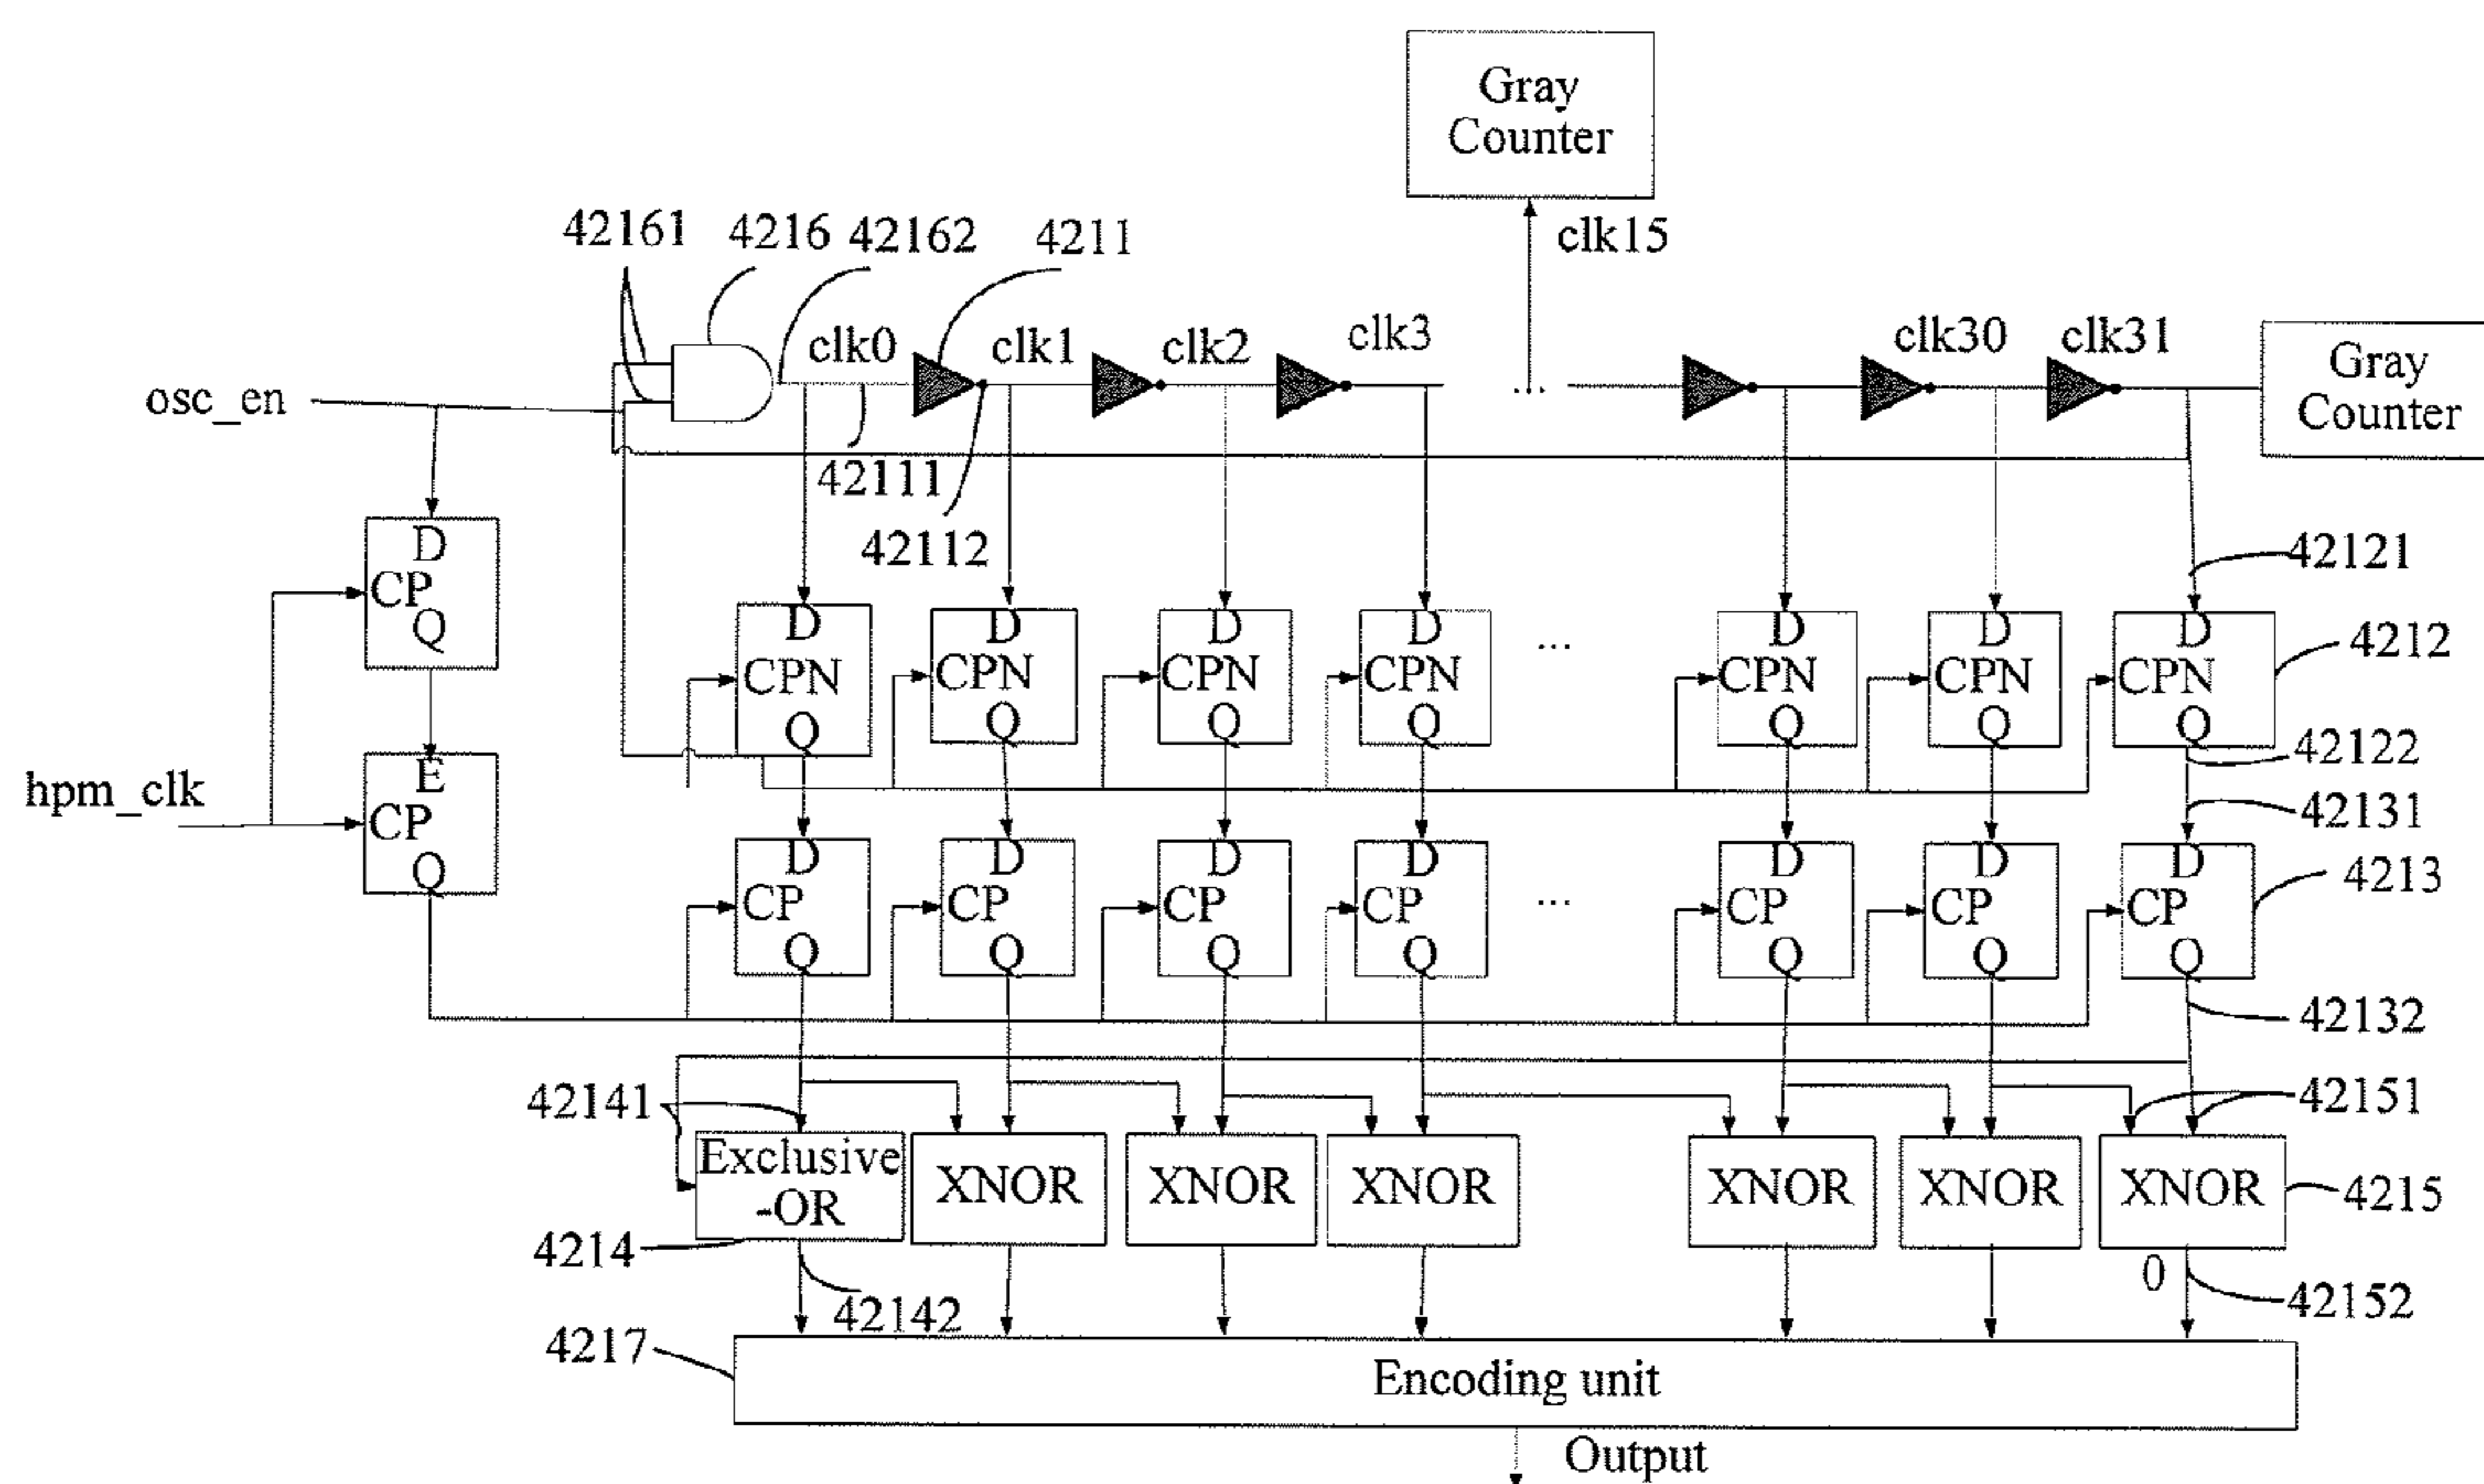 Gray
Counter
42161 4216 42162 4211 clk15
clk0 clk1 clk2 clk3 ... clk30 clk31
osc_en
Gray
Counter
42111
42112
42121
D
CP
Q
D D D D D D D
CPN CPN CPN CPN ... CPN CPN CPN
Q Q Q Q Q Q Q
4212
42122
hpm_clk
E
CP
Q
42131
D D D D D D D
CP CP CP CP ... CP CP CP
Q Q Q Q Q Q Q
4213
42132
42141
42151
Exclusive
-OR
XNOR XNOR XNOR XNOR XNOR XNOR
4215
4214
42142
0
42152
4217
Encoding unit
Output